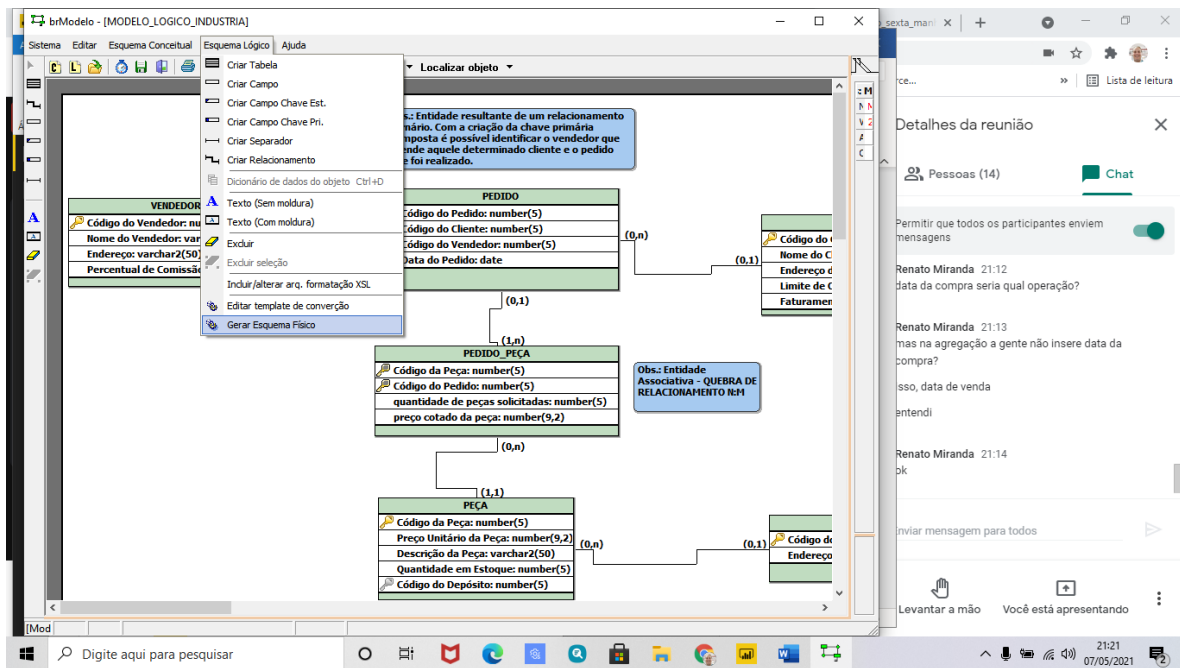 brModelo - [MODELO_LOGICO_INDUSTRIA]
Sistema Editar Esquema Conceitual Esquema Lógico Ajuda
Localizar objeto
Criar Tabela
Criar Campo
Criar Campo Chave Est.
Criar Campo Chave Pri.
Criar Separador
Criar Relacionamento
Dicionário de dados do objeto Ctrl+D
Texto (Sem moldura)
Texto (Com moldura)
Excluir
Excluir seleção
Incluir/alterar arq. formatação XSL
Editar template de converção
Gerar Esquema Físico
s.: Entidade resultante de um relacionamento
nário. Com a criação da chave primária
mposta é possível identificar o vendedor que
ende aquele determinado cliente e o pedido
e foi realizado.
VENDEDOR
Código do Vendedor: nu
Nome do Vendedor: var
Endereço: varchar2(50)
Percentual de Comissã
PEDIDO
Código do Pedido: number(5)
Código do Cliente: number(5)
Código do Vendedor: number(5)
Data do Pedido: date
(0,n)
(0,1)
Código do
Nome do C
Endereço d
Limite de C
Faturamen
(0,1)
(1,n)
PEDIDO_PEÇA
Código da Peça: number(5)
Código do Pedido: number(5)
quantidade de peças solicitadas: number(5)
preço cotado da peça: number(9,2)
Obs.: Entidade
Associativa - QUEBRA DE
RELACIONAMENTO N:M
(0,n)
(1,1)
PEÇA
Código da Peça: number(5)
Preço Unitário da Peça: number(9,2)
Descrição da Peça: varchar2(50)
Quantidade em Estoque: number(5)
Código do Depósito: number(5)
(0,n)
(0,1)
Código do
Endereço
[Mod
_sexta_man
rce...
Lista de leitura
Detalhes da reunião
Pessoas (14)
Chat
Permitir que todos os participantes enviem
mensagens
Renato Miranda 21:12
data da compra seria qual operação?
Renato Miranda 21:13
mas na agregação a gente não insere data da
compra?
isso, data de venda
entendi
Renato Miranda 21:14
ok
Enviar mensagem para todos
Levantar a mão
Você está apresentando
Digite aqui para pesquisar
21:21
07/05/2021
2